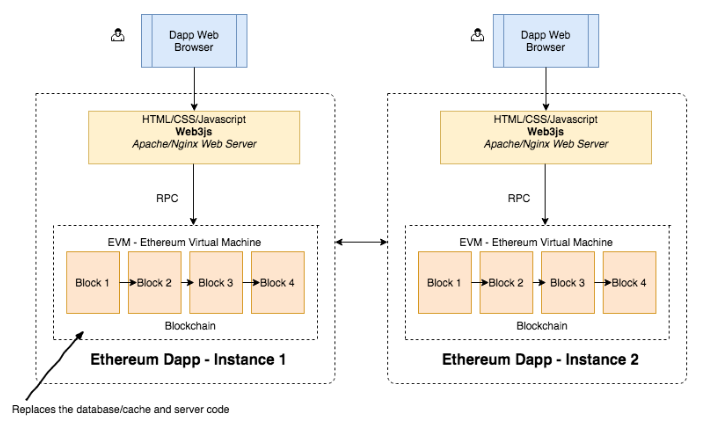 Dapp Web
Browser
HTML/CSS/Javascript
Web3js
Apache/Nginx Web Server
RPC
EVM - Ethereum Virtual Machine
Block 1
Block 2
Block 3
Block 4
Blockchain
Ethereum Dapp - Instance 1
Replaces the database/cache and server code
Dapp Web
Browser
HTML/CSS/Javascript
Web3js
Apache/Nginx Web Server
RPC
EVM - Ethereum Virtual Machine
Block 1
Block 2
Block 3
Block 4
Blockchain
Ethereum Dapp - Instance 2